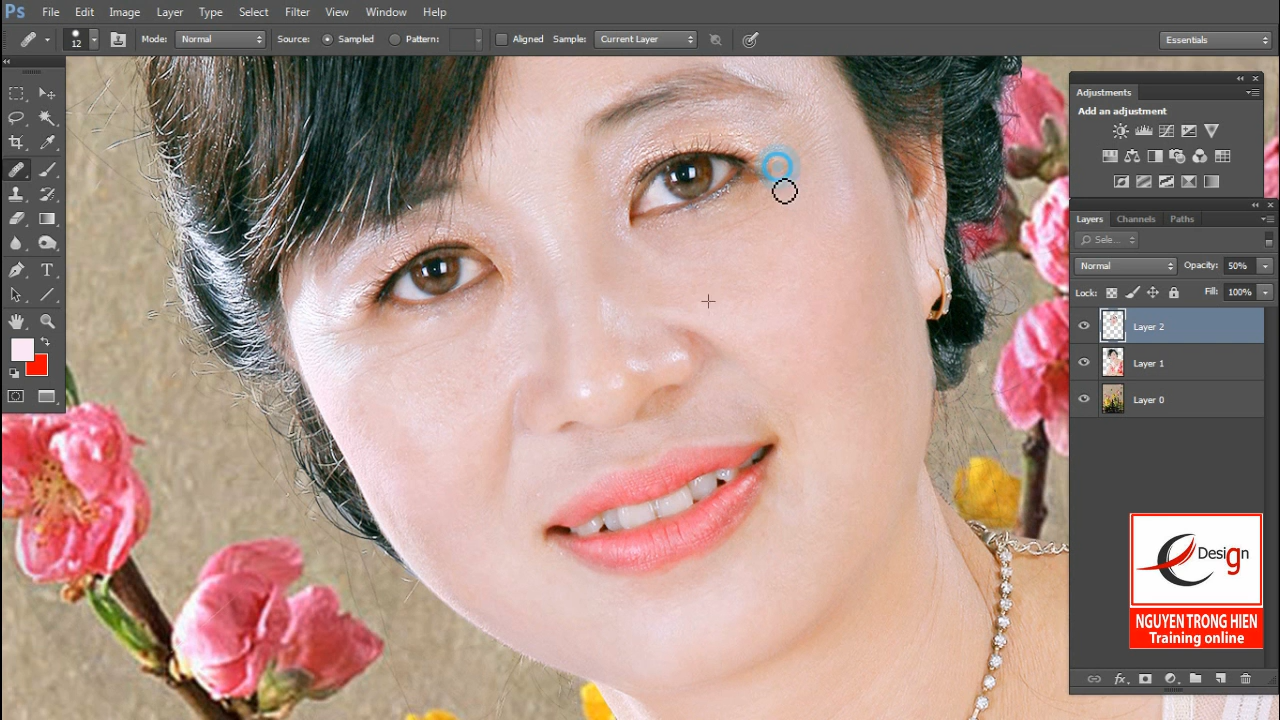 Ps File Edit Image Layer Type Select Filter View Window Help
12 Mode: Normal Source: Sampled Pattern: Aligned Sample: Current Layer Essentials
Adjustments
Add an adjustment
Layers Channels Paths
Sele...
Normal Opacity: 50%
Lock: Fill: 100%
Layer 2
Layer 1
Layer 0
Design
NGUYEN TRONG HIEN
Training online
fx